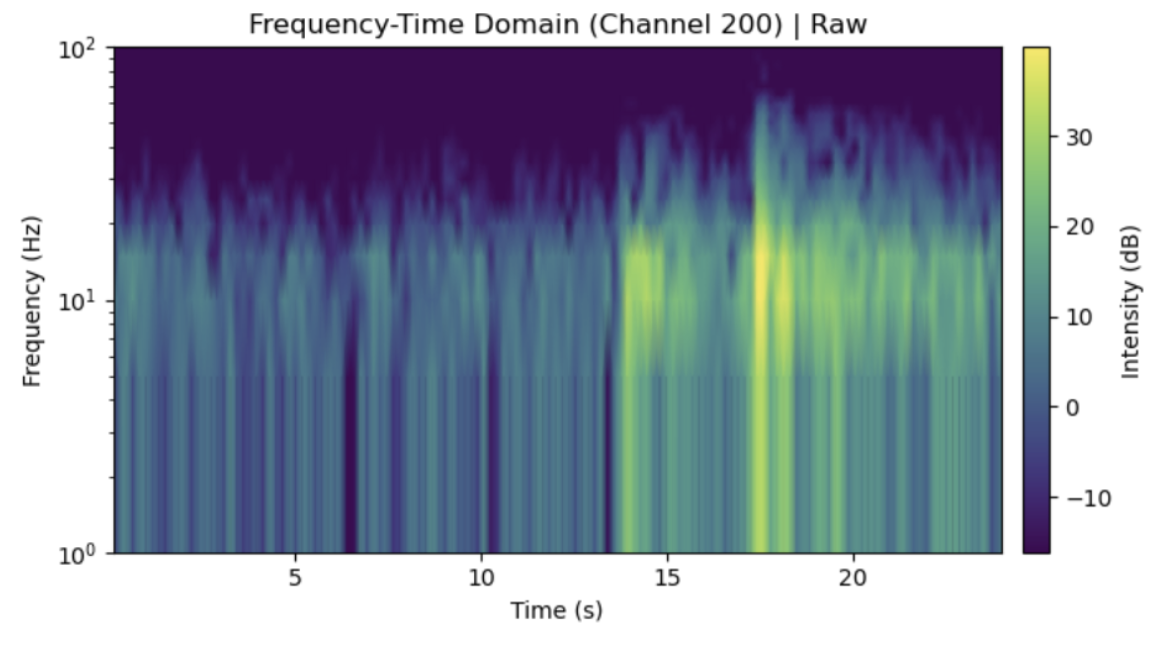 Frequency-Time Domain (Channel 200) | Raw
10²
10¹
10⁰
Frequency (Hz)
5 10 15 20
Time (s)
30
20
10
0
−10
Intensity (dB)